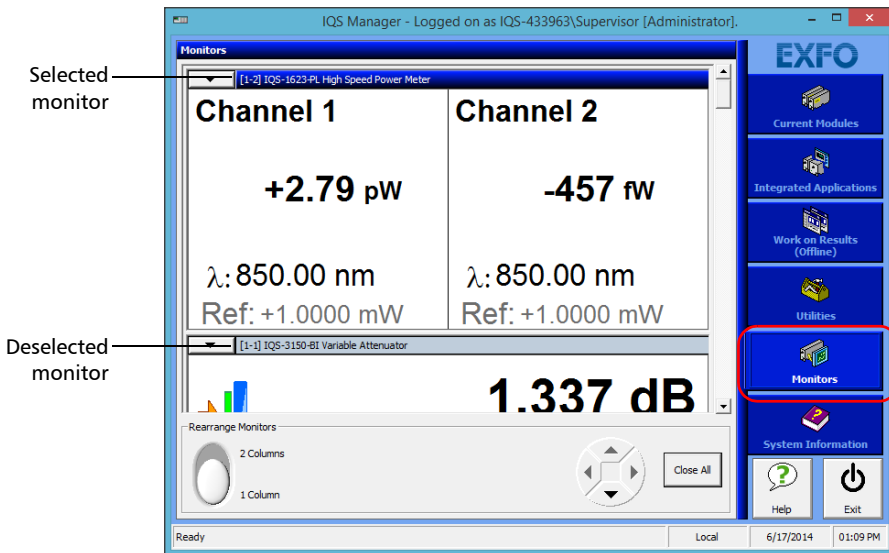 IQS Manager - Logged on as IQS-433963\Supervisor [Administrator].
Monitors
EXFO
Selected
monitor
[1-2] IQS-1623-PL High Speed Power Meter
Channel 1
Channel 2
+2.79 pW
-457 fW
λ: 850.00 nm
λ: 850.00 nm
Ref: +1.0000 mW
Ref: +1.0000 mW
Deselected
monitor
[1-1] IQS-3150-BI Variable Attenuator
1.337 dB
Rearrange Monitors
2 Columns
1 Column
Close All
Current Modules
Integrated Applications
Work on Results
(Offline)
Utilities
Monitors
System Information
?
?
Help
Exit
Ready
Local
6/17/2014
01:09 PM